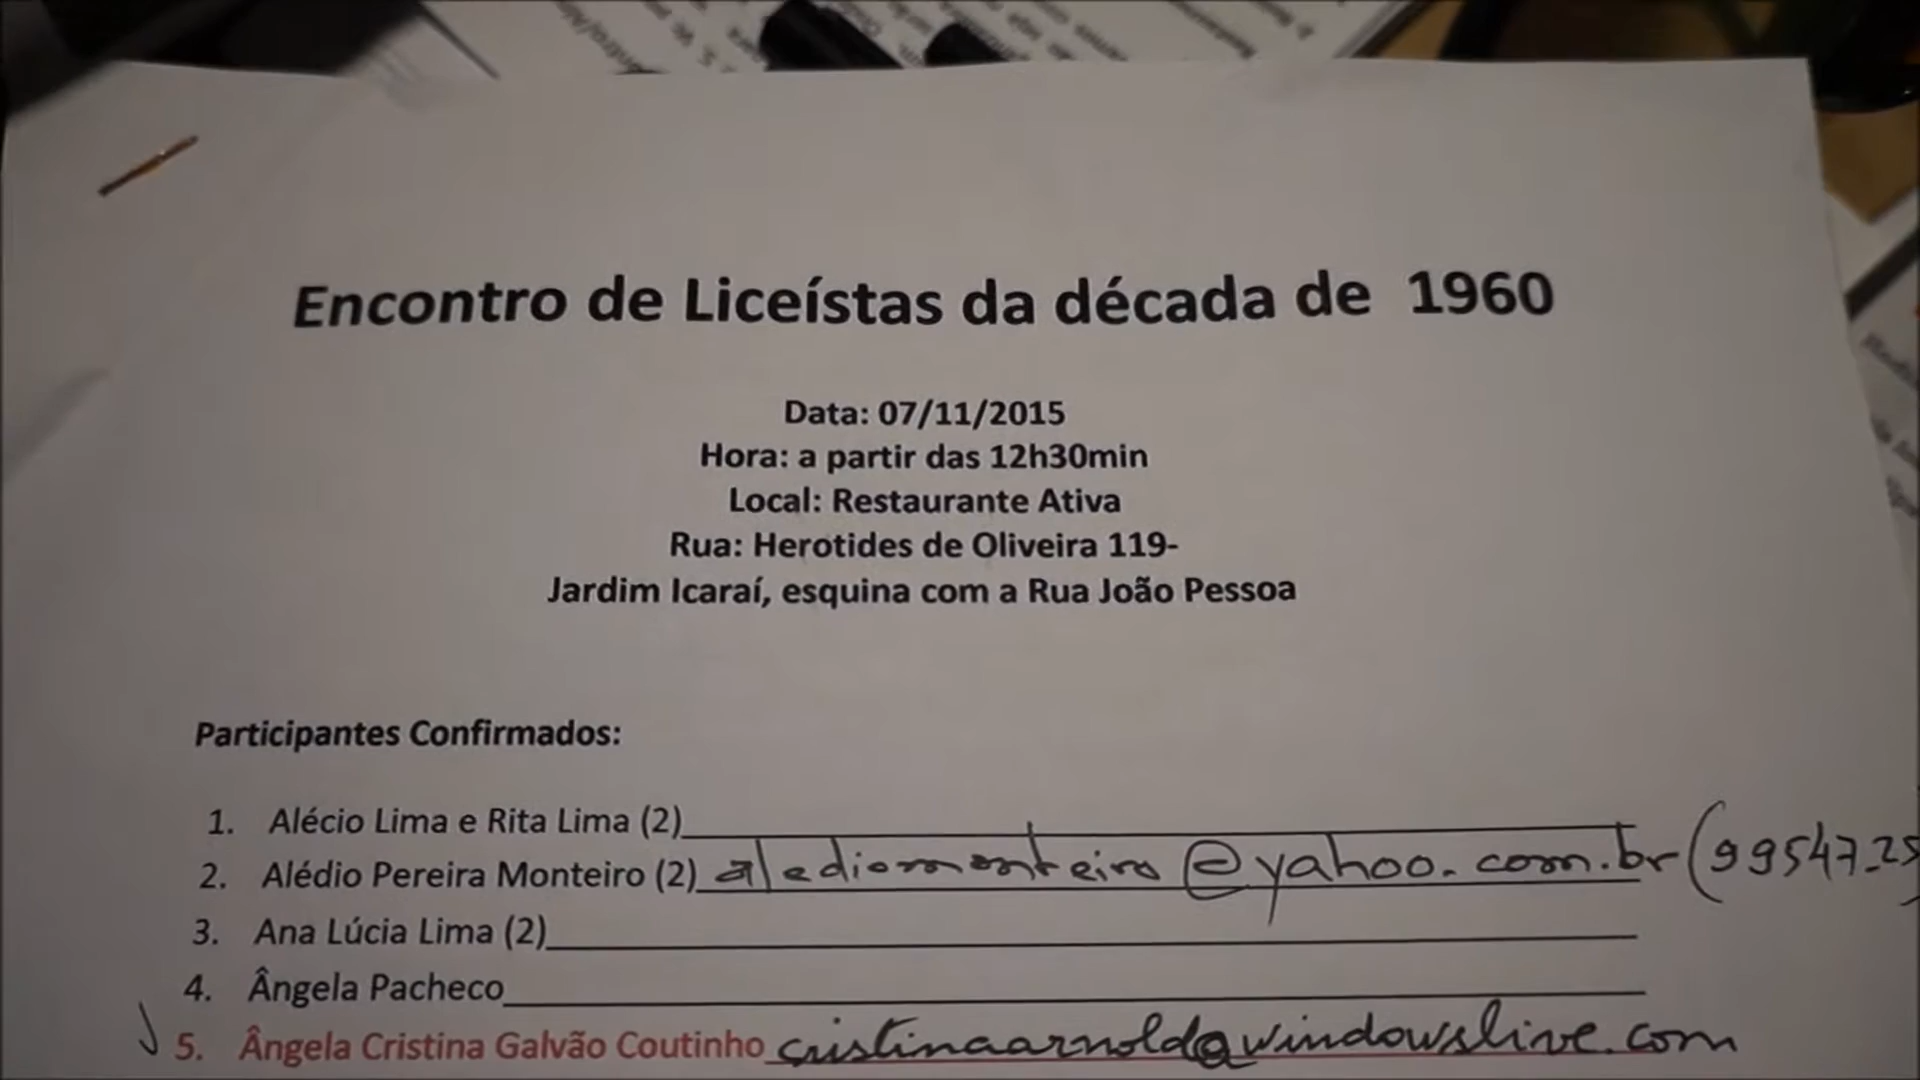 Encontro de Liceístas da década de 1960
Data: 07/11/2015
Hora: a partir das 12h30min
Local: Restaurante Ativa
Rua: Herotides de Oliveira 119-
Jardim Icaraí, esquina com a Rua João Pessoa
Participantes Confirmados:
1. Alécio Lima e Rita Lima (2)
2. Alédio Pereira Monteiro (2) alediomonteiro@yahoo.com.br (99547-25
3. Ana Lúcia Lima (2)
4. Ângela Pacheco
5. Ângela Cristina Galvão Coutinho cristinaarnold@windowslive.com